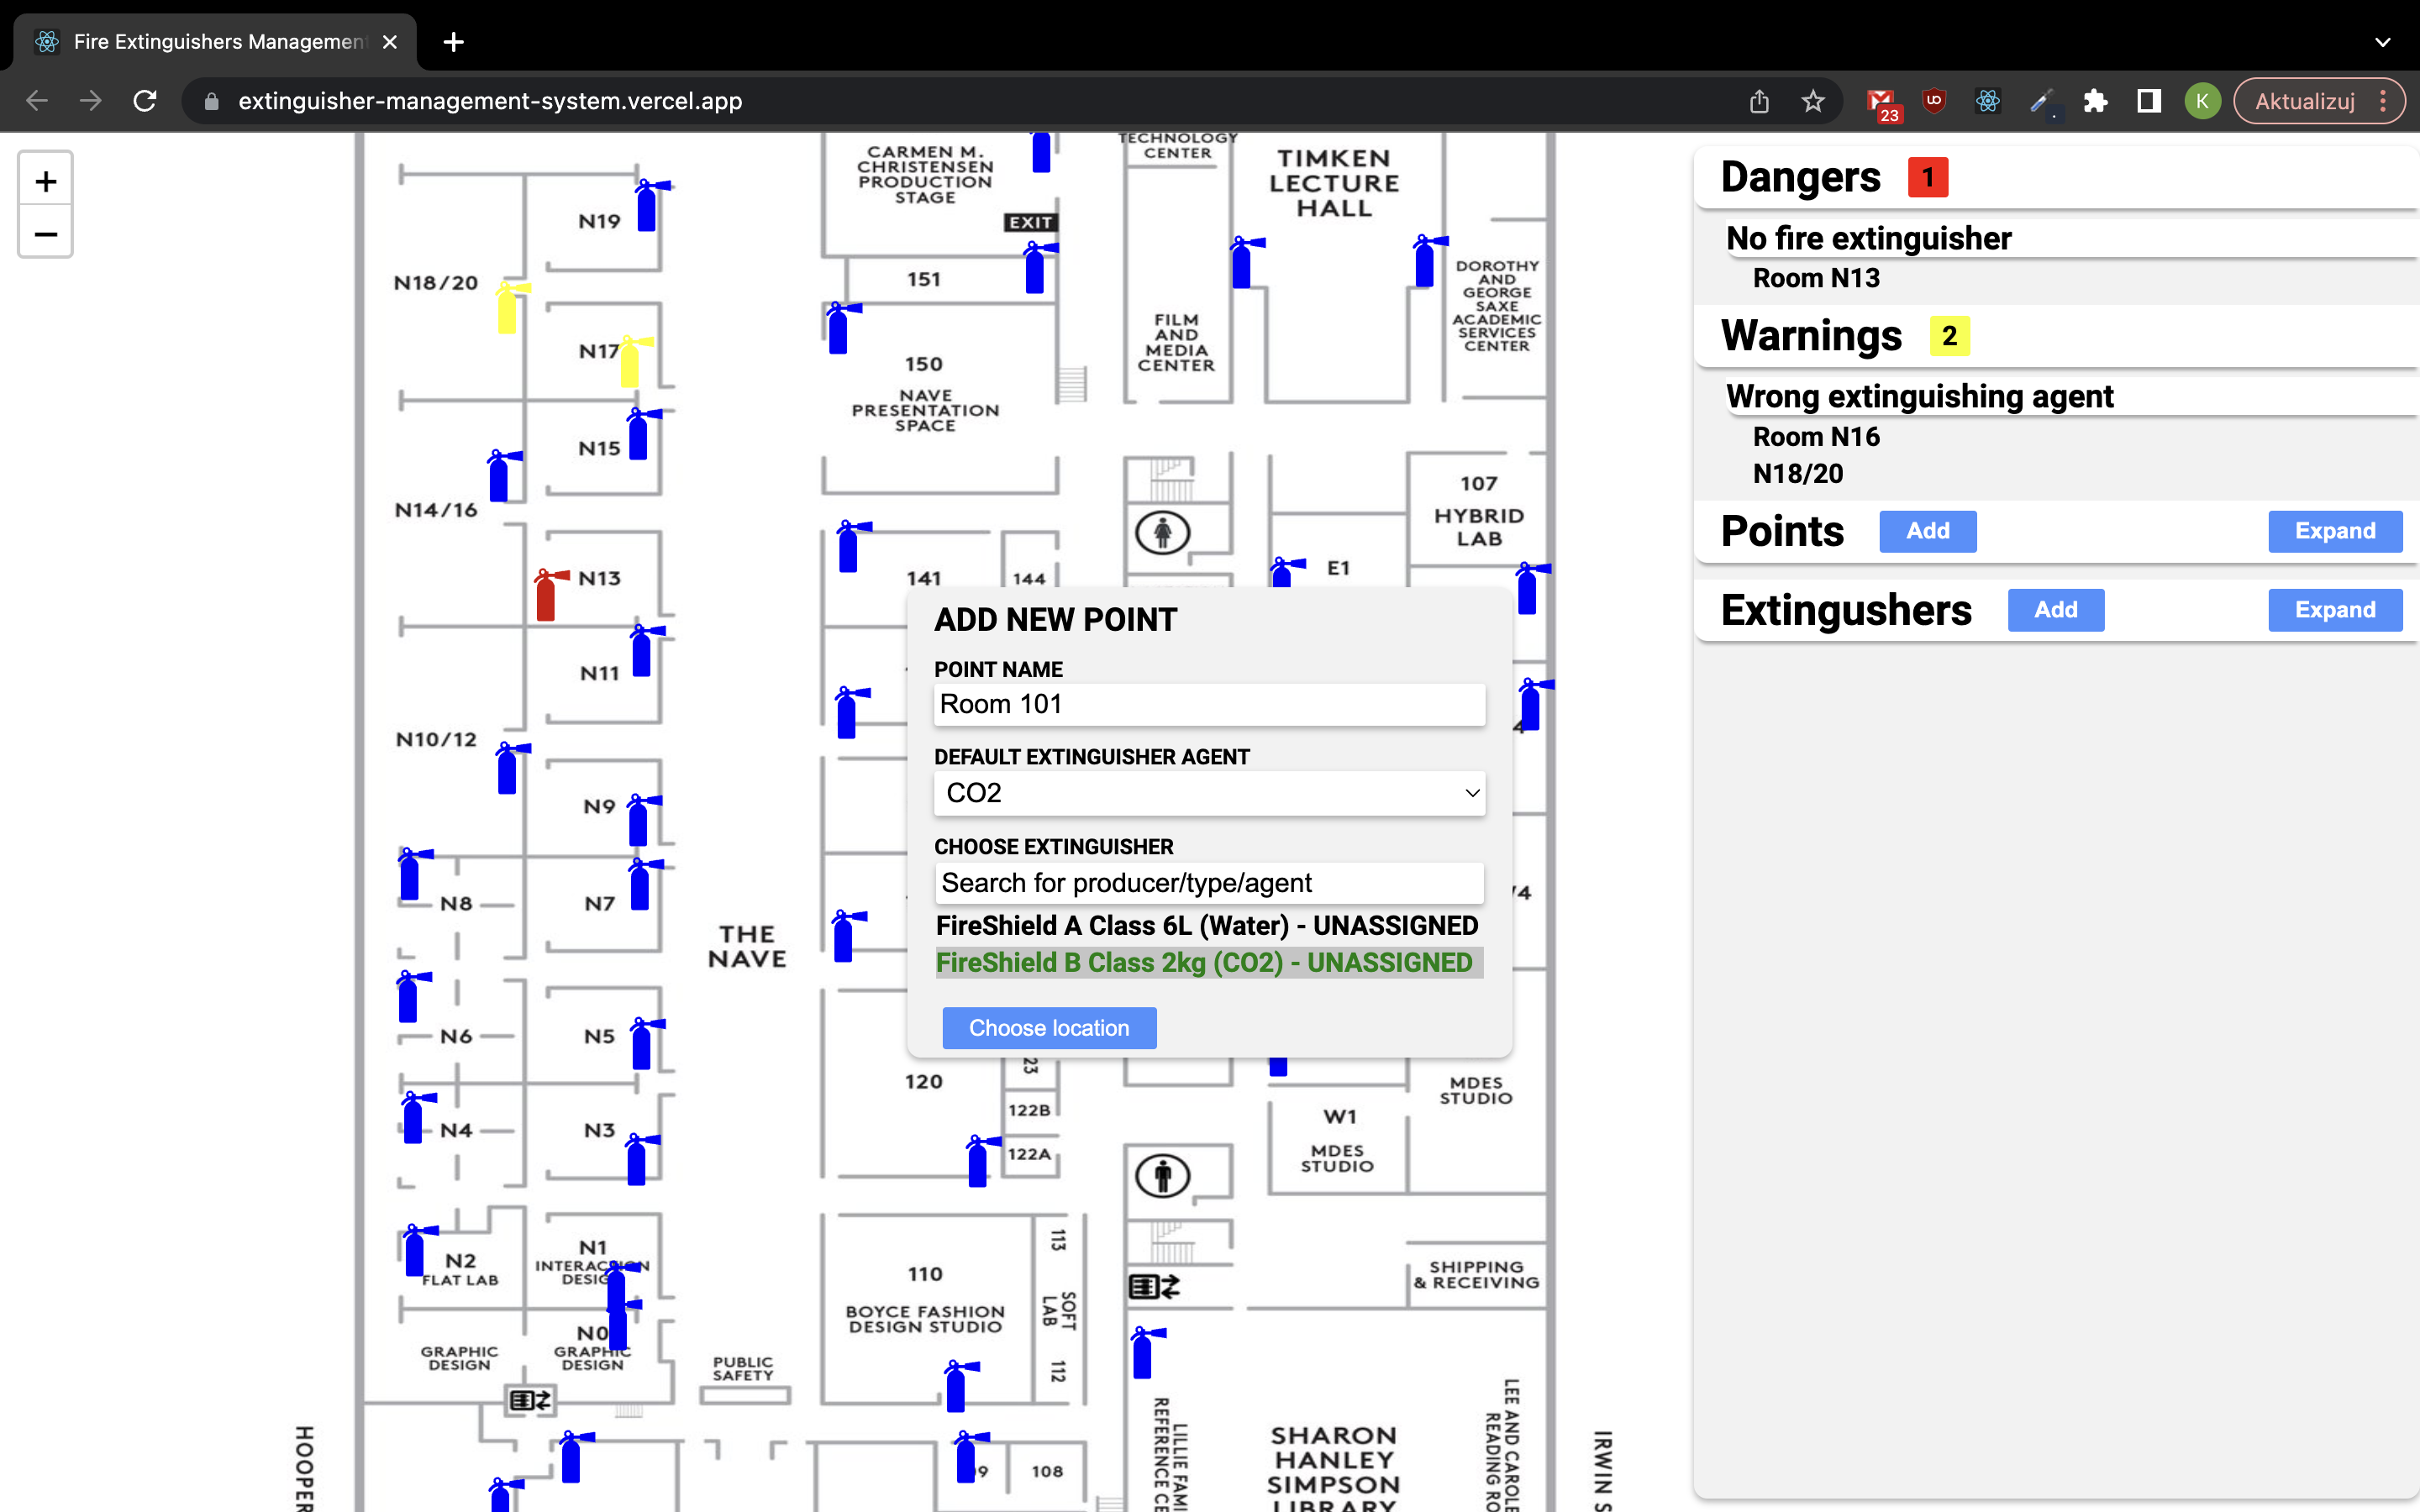 Fire Extinguishers Managemen
extinguisher-management-system.vercel.app
23
K
Aktualizuj
+
−
CARMEN M.
CHRISTENSEN
PRODUCTION
STAGE
EXIT
151
150
NAVE
PRESENTATION
SPACE
TECHNOLOGY
CENTER
TIMKEN
LECTURE
HALL
FILM
AND
MEDIA
CENTER
DOROTHY
AND
GEORGE
SAXE
ACADEMIC
SERVICES
CENTER
N19
N18/20
N17
N15
N14/16
N13
N11
N10/12
N9
N8
N7
N6
N5
N4
N3
N2
FLAT LAB
N1
INTERACTION
DESIGN
N0
GRAPHIC
DESIGN
GRAPHIC
DESIGN
THE
NAVE
PUBLIC
SAFETY
141
144
107
HYBRID
LAB
E1
ADD NEW POINT
POINT NAME
Room 101
DEFAULT EXTINGUISHER AGENT
CO2
CHOOSE EXTINGUISHER
Search for producer/type/agent
FireShield A Class 6L (Water) - UNASSIGNED
FireShield B Class 2kg (CO2) - UNASSIGNED
Choose location
120
23
122B
122A
MDES
STUDIO
W1
MDES
STUDIO
110
BOYCE FASHION
DESIGN STUDIO
113
SOFT
LAB
112
SHIPPING
& RECEIVING
108
SHARON
HANLEY
SIMPSON
LIBRARY
LILLIE FAMI
REFERENCE CE
LEE AND CAROLE
READING RO
HOOPER
IRWIN S
Dangers 1
No fire extinguisher
Room N13
Warnings 2
Wrong extinguishing agent
Room N16
N18/20
Points Add Expand
Extingushers Add Expand